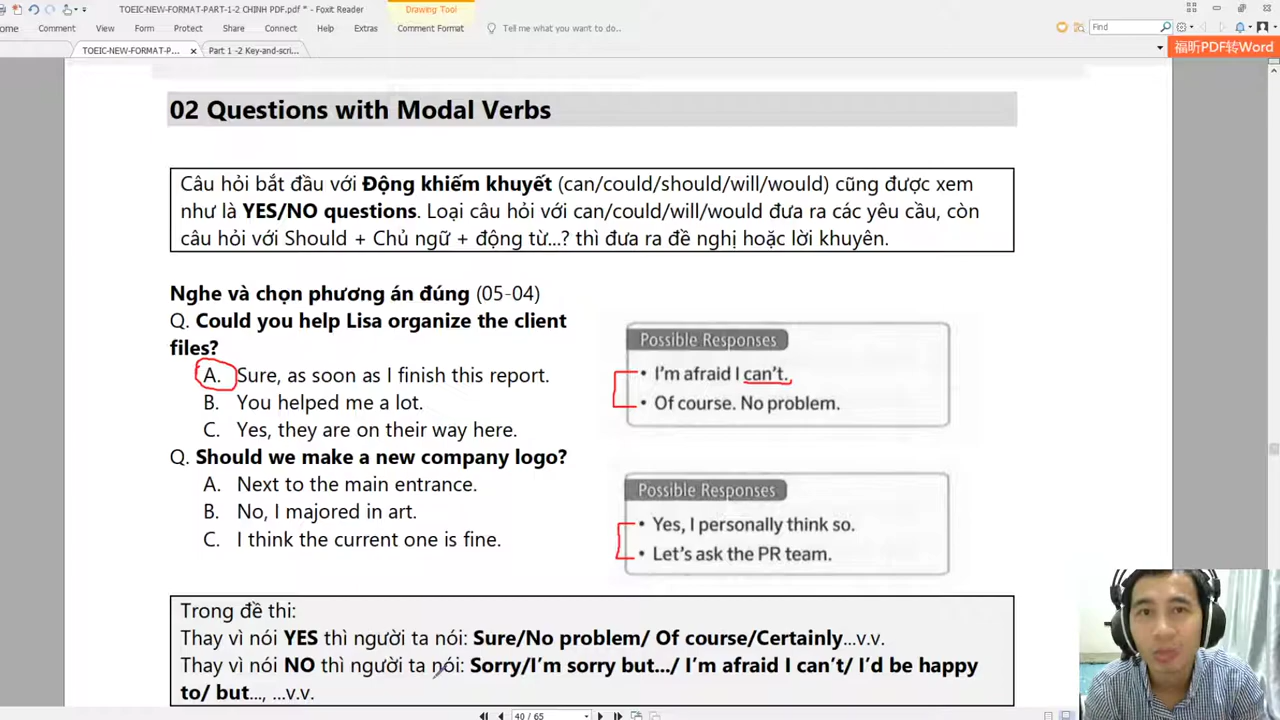 TOEIC-NEW-FORMAT-PART-1-2 CHINH PDF.pdf * - Foxit Reader
Drawing Tool
ome Comment View Form Protect Share Connect Help Extras Comment Format Tell me what you want to do.. Find
TOEIC-NEW-FORMAT-P... Part 1 -2 Key-and-scri...
福昕PDF转Word
02 Questions with Modal Verbs
Câu hỏi bắt đầu với Động khiếm khuyết (can/could/should/will/would) cũng được xem
như là YES/NO questions. Loại câu hỏi với can/could/will/would đưa ra các yêu cầu, còn
câu hỏi với Should + Chủ ngữ + động từ...? thì đưa ra đề nghị hoặc lời khuyên.
Nghe và chọn phương án đúng (05-04)
Q. Could you help Lisa organize the client
files?
A. Sure, as soon as I finish this report.
B. You helped me a lot.
C. Yes, they are on their way here.
Possible Responses
• I'm afraid I can't.
• Of course. No problem.
Q. Should we make a new company logo?
A. Next to the main entrance.
B. No, I majored in art.
C. I think the current one is fine.
Possible Responses
• Yes, I personally think so.
• Let's ask the PR team.
Trong đề thi:
Thay vì nói YES thì người ta nói: Sure/No problem/ Of course/Certainly...v.v.
Thay vì nói NO thì người ta nói: Sorry/I'm sorry but.../ I'm afraid I can't/ I'd be happy
to/ but..., ...v.v.
40 / 65